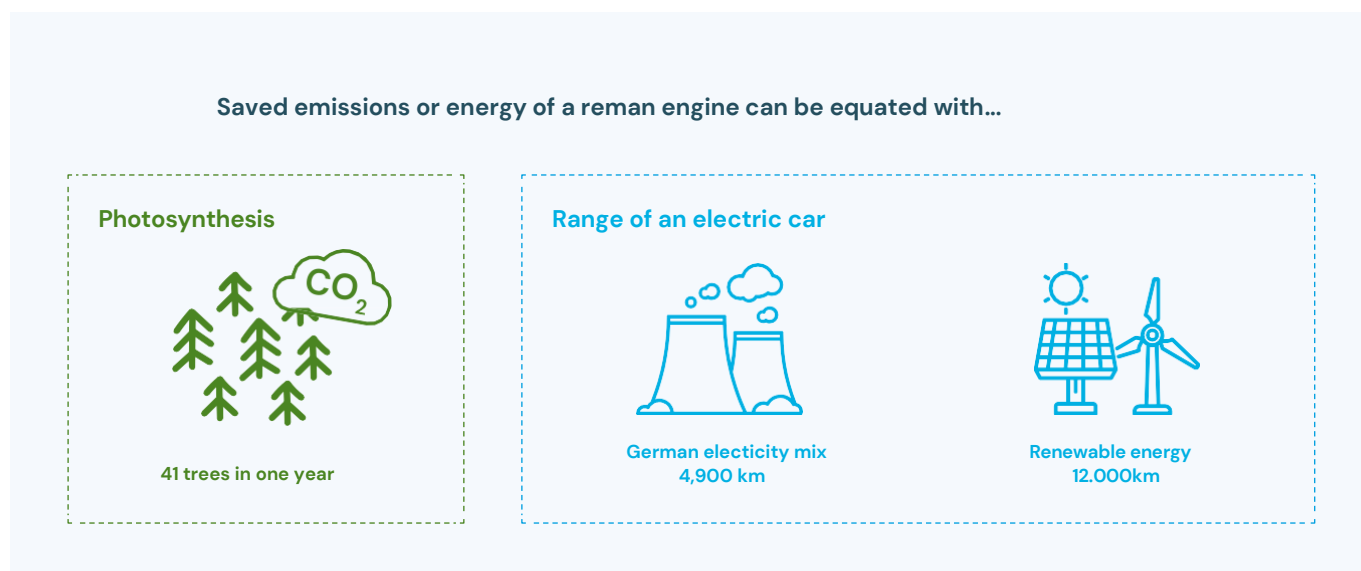 Saved emissions or energy of a reman engine can be equated with...
Photosynthesis
CO2
41 trees in one year
Range of an electric car
German electicity mix
4,900 km
Renewable energy
12.000km